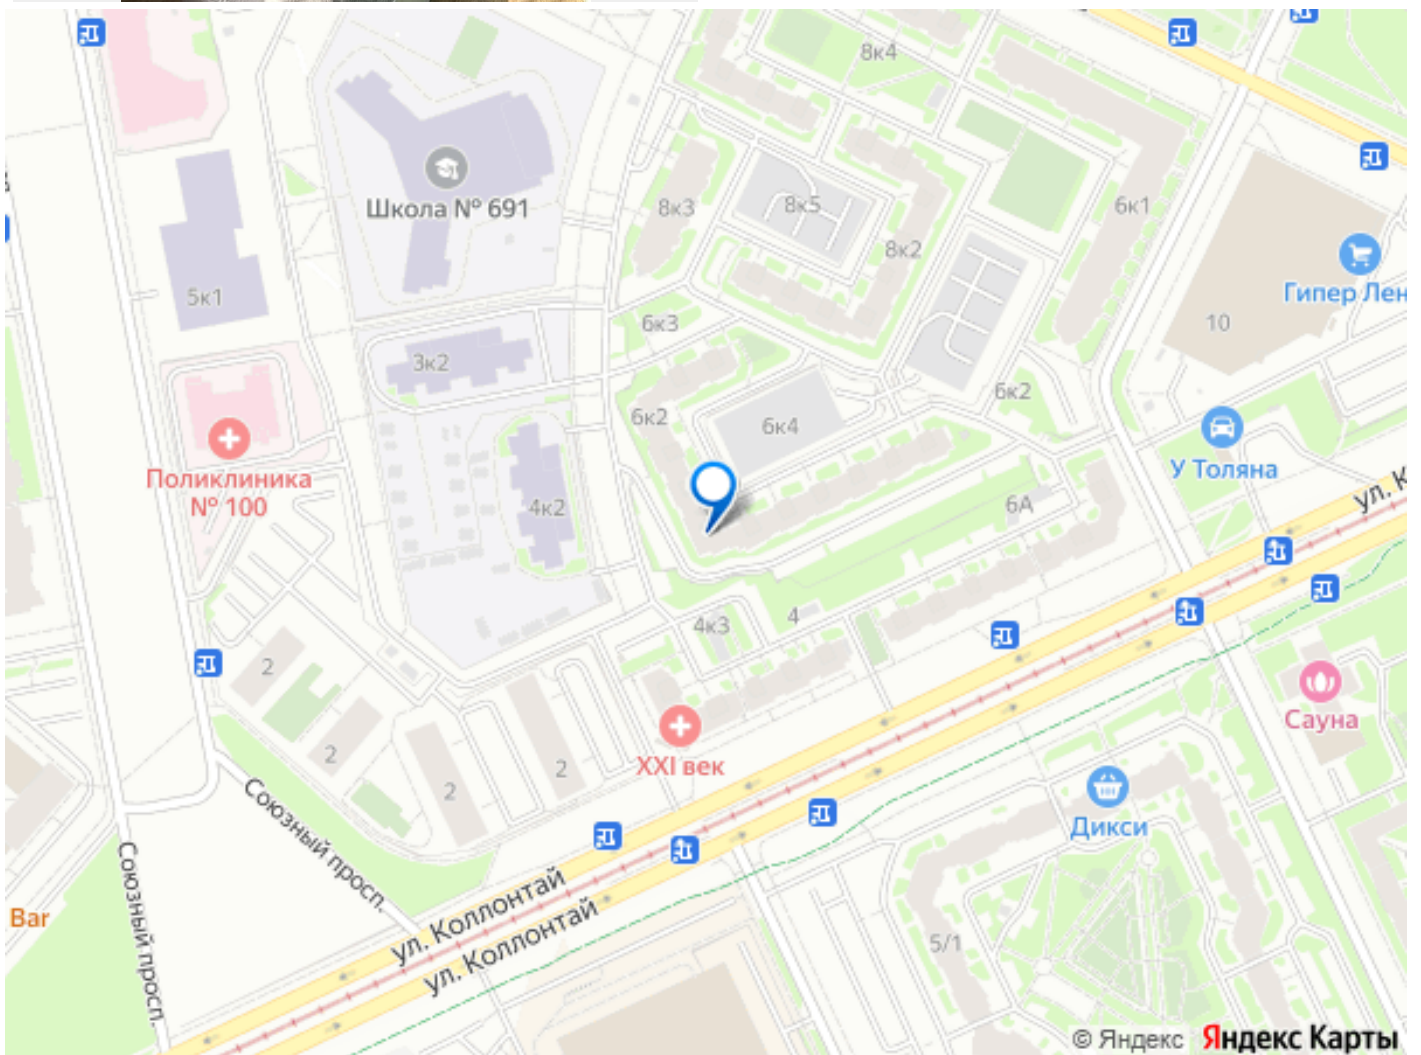 8к4
Школа № 691
8к3
8к5
6к1
8к2
5к1
Гипер Лен
6к3
10
3к2
6к2
6к2
6к4
Поликлиника
№ 100
У Толяна
4к2
6А
ул. К
4к3
4
2
Сауна
2
2
2
XXI век
Союзный просп.
Дикси
Союзный просп.
Bar
ул. Коллонтай
ул. Коллонтай
5/1
© Яндекс Яндекс Карты